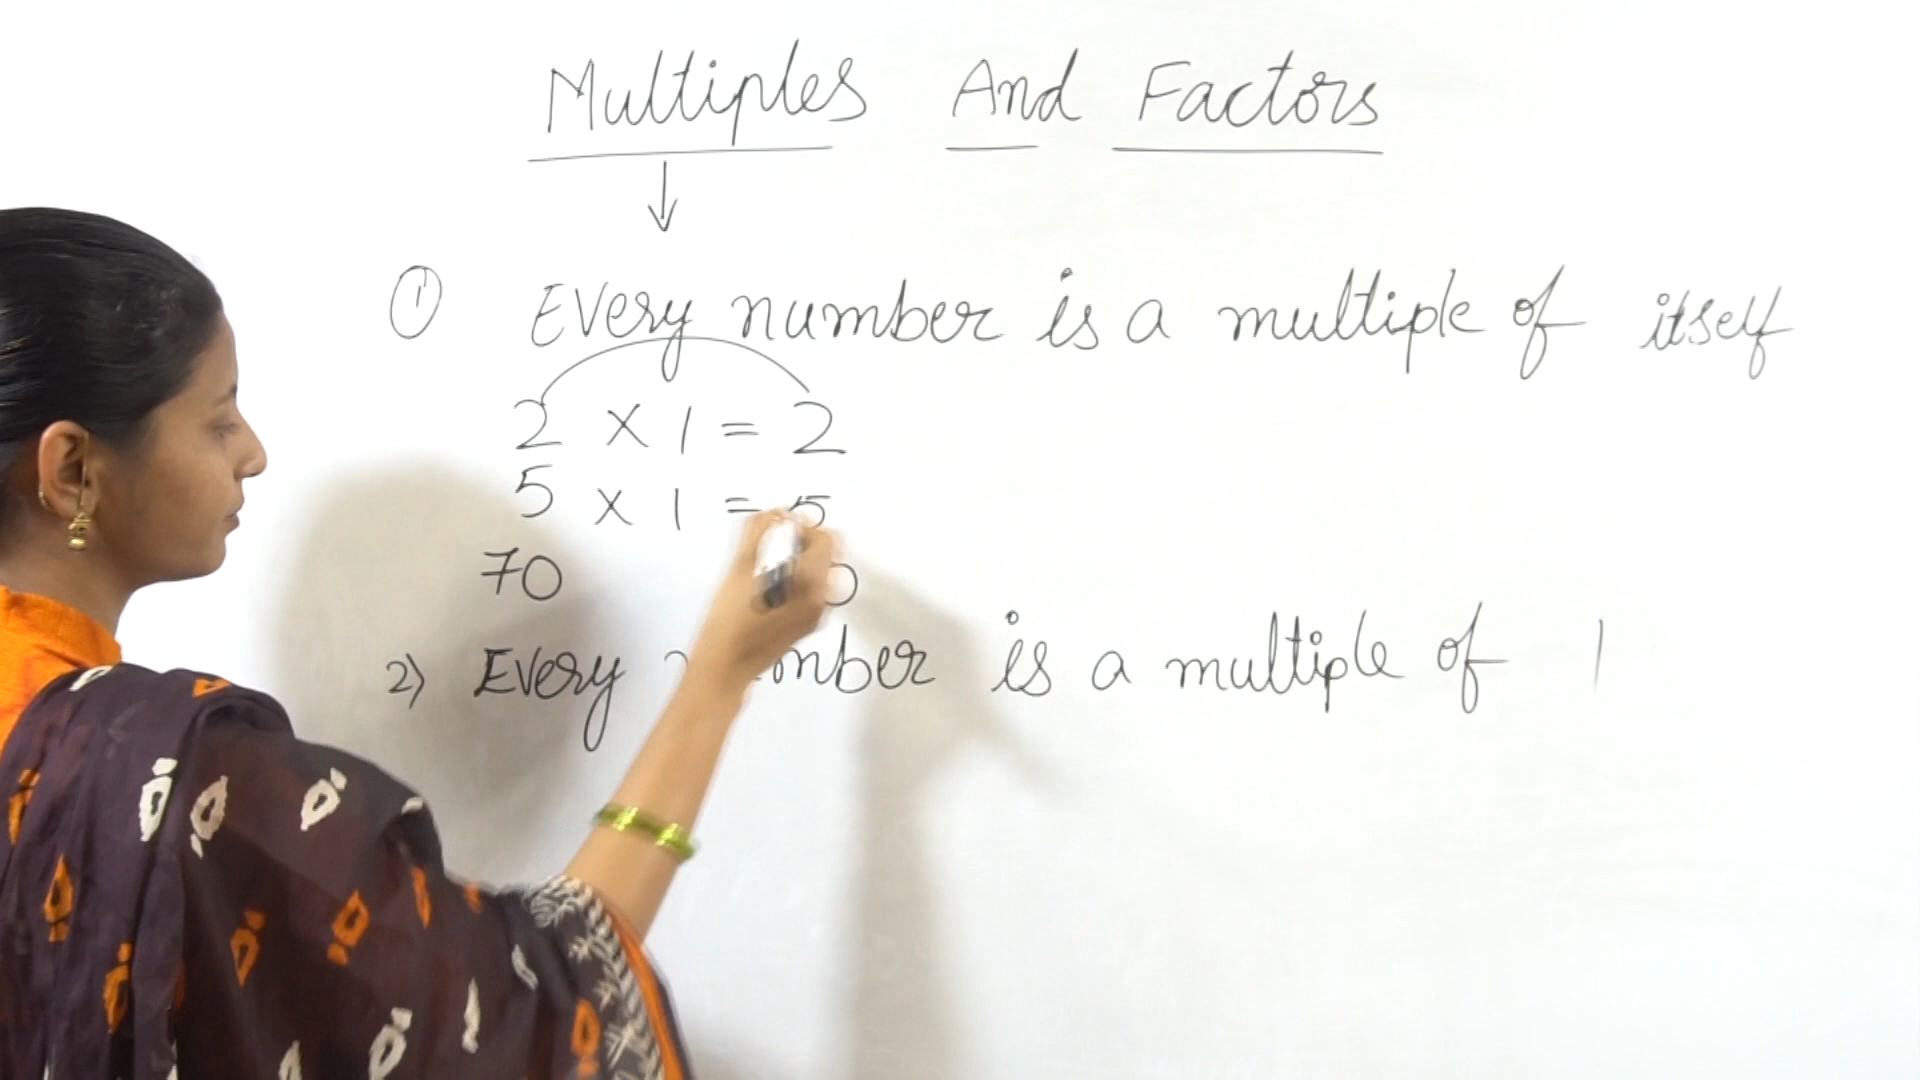 Multiples And Factors
① Every number is a multiple of itself
2 × 1 = 2
5 × 1 = 5
70
2) Every number is a multiple of 1